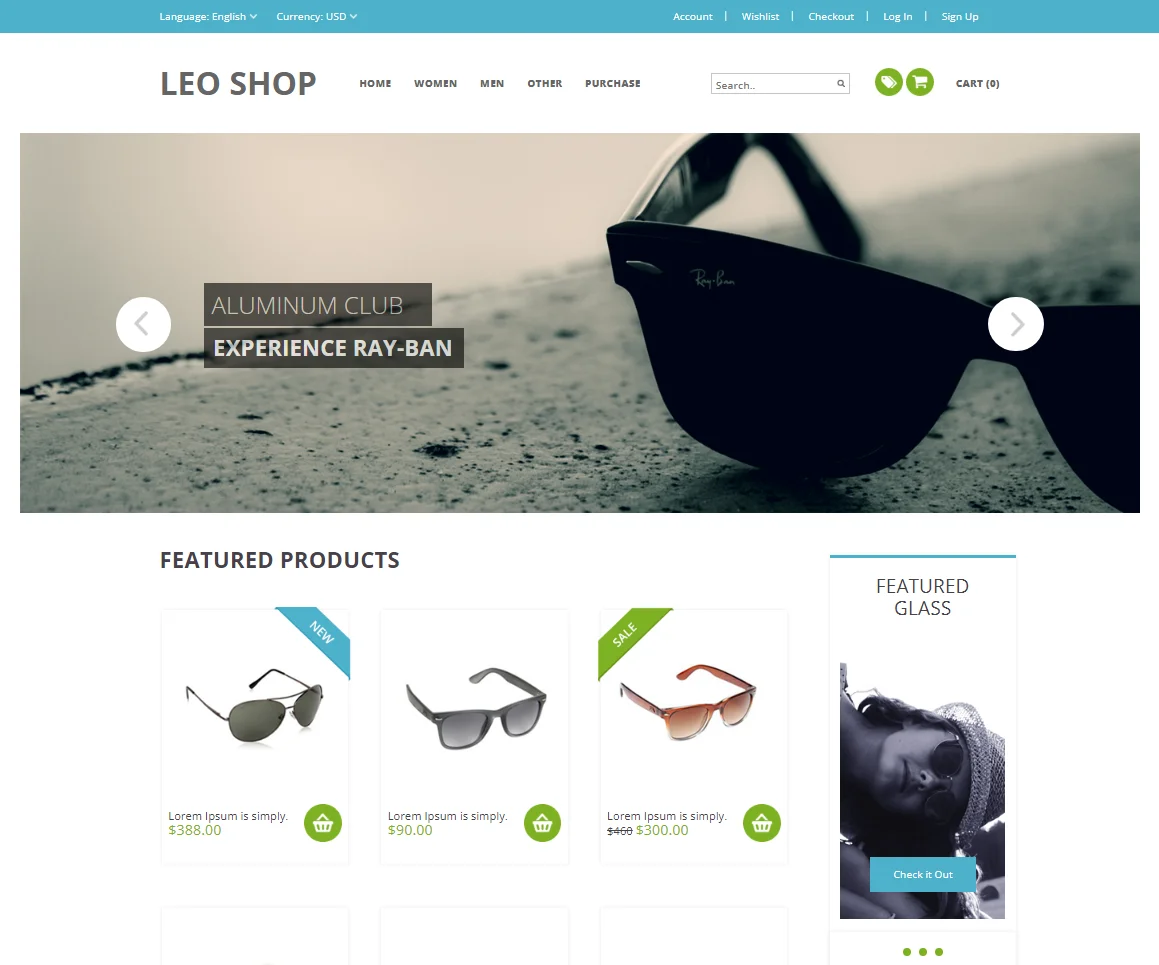 Language: English
Currency: USD
Account | Wishlist | Checkout | Log In | Sign Up
LEO SHOP
HOME WOMEN MEN OTHER PURCHASE
Search..
CART (0)
Ray-Ban
ALUMINUM CLUB
EXPERIENCE RAY-BAN
FEATURED PRODUCTS
NEW
Lorem Ipsum is simply.
$388.00
Lorem Ipsum is simply.
$90.00
SALE
Lorem Ipsum is simply.
$460 $300.00
FEATURED
GLASS
Check it Out